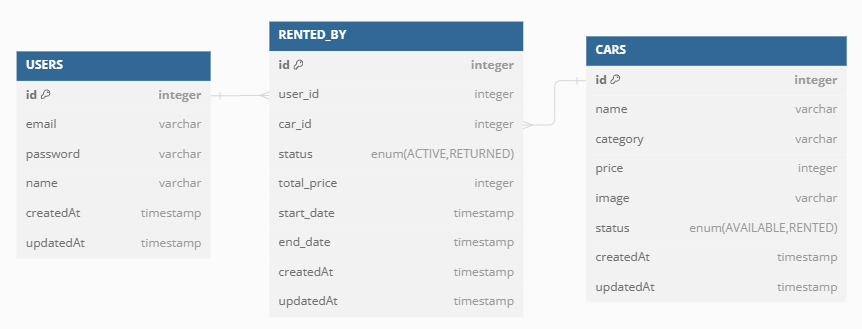 USERS
id integer
email varchar
password varchar
name varchar
createdAt timestamp
updatedAt timestamp
RENTED_BY
id integer
user_id integer
car_id integer
status enum(ACTIVE,RETURNED)
total_price integer
start_date timestamp
end_date timestamp
createdAt timestamp
updatedAt timestamp
CARS
id integer
name varchar
category varchar
price integer
image varchar
status enum(AVAILABLE,RENTED)
createdAt timestamp
updatedAt timestamp